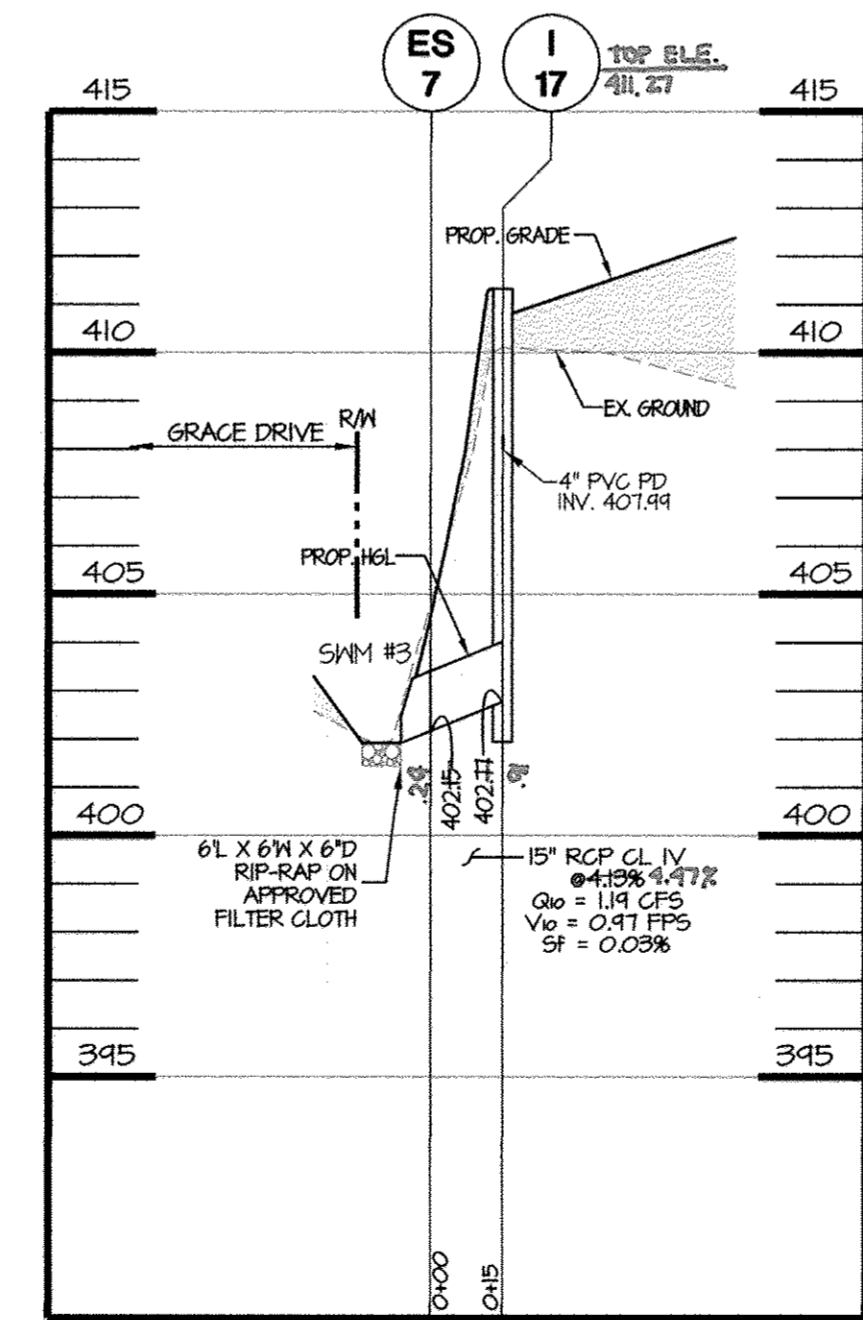 ES
7
I
17
TOP ELE.
411.27
415
415
PROP. GRADE
410
410
EX. GROUND
R/W
GRACE DRIVE
4" PVC PD
INV. 407.99
PROP. HGL
405
405
SWM #3
.29
402.15
402.77
.91
400
400
6'L X 6'W X 6"D
RIP-RAP ON
APPROVED
FILTER CLOTH
15" RCP CL IV
@ 4.13% 4.47%
Q10 = 1.19 CFS
V10 = 0.97 FPS
Sf = 0.03%
395
395
0+00
0+15